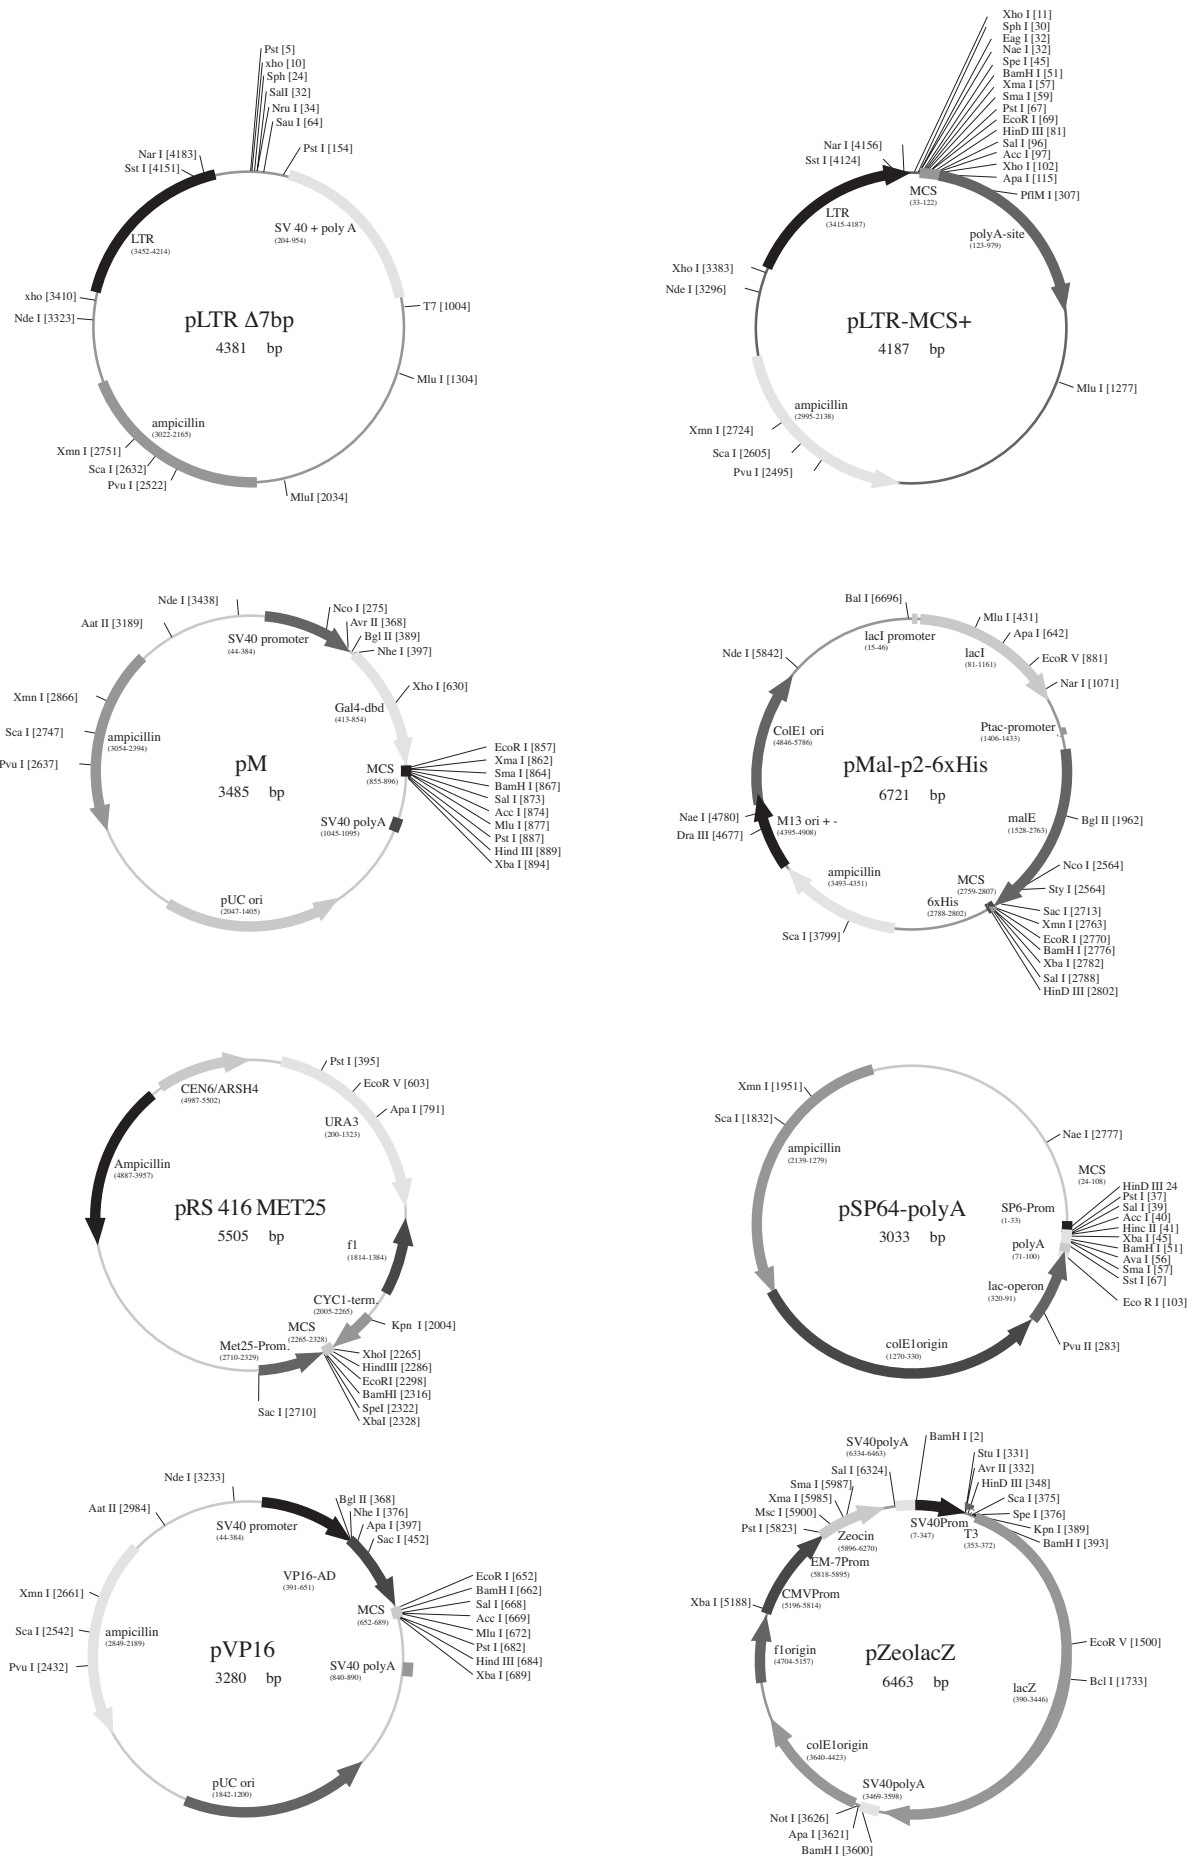 Pst [5]
xho [10]
Sph [24]
SalI [32]
Nru I [34]
Sau I [64]
Pst I [154]
Nar I [4183]
Sst I [4151]
SV 40 + poly A
(204-954)
LTR
(3452-4214)
xho [3410]
Nde I [3323]
T7 [1004]
pLTR Δ7bp
4381 bp
Mlu I [1304]
ampicillin
(3022-2165)
Xmn I [2751]
Sca I [2632]
Pvu I [2522]
MluI [2034]
Xho I [11]
Sph I [30]
Eag I [32]
Nae I [32]
Spe I [45]
BamH I [51]
Xma I [57]
Sma I [59]
Pst I [67]
EcoR I [69]
HinD III [81]
Sal I [96]
Acc I [97]
Xho I [102]
Apa I [115]
PflM I [307]
Nar I [4156]
Sst I [4124]
MCS
(33-122)
LTR
(3415-4187)
polyA-site
(123-979)
Xho I [3383]
Nde I [3296]
pLTR-MCS+
4187 bp
Mlu I [1277]
ampicillin
(2995-2138)
Xmn I [2724]
Sca I [2605]
Pvu I [2495]
Nde I [3438]
Aat II [3189]
Nco I [275]
Avr II [368]
Bgl II [389]
Nhe I [397]
SV40 promoter
(44-384)
Xho I [630]
Xmn I [2866]
Sca I [2747]
Pvu I [2637]
Gal4-dbd
(413-854)
ampicillin
(3054-2394)
pM
3485 bp
MCS
(855-896)
EcoR I [857]
Xma I [862]
Sma I [864]
BamH I [867]
Sal I [873]
Acc I [874]
Mlu I [877]
Pst I [887]
Hind III [889]
Xba I [894]
SV40 polyA
(1045-1095)
pUC ori
(2047-1405)
Bal I [6696]
Mlu I [431]
Apa I [642]
EcoR V [881]
Nar I [1071]
lacI promoter
(15-46)
lacI
(81-1161)
Nde I [5842]
ColE1 ori
(4846-5786)
Ptac-promoter
(1406-1433)
pMal-p2-6xHis
6721 bp
Nae I [4780]
Dra III [4677]
M13 ori + -
(4395-4908)
malE
(1528-2763)
Bgl II [1962]
ampicillin
(3493-4351)
MCS
(2759-2807)
6xHis
(2788-2802)
Nco I [2564]
Sty I [2564]
Sac I [2713]
Xmn I [2763]
EcoR I [2770]
BamH I [2776]
Xba I [2782]
Sal I [2788]
HinD III [2802]
Sca I [3799]
Pst I [395]
EcoR V [603]
Apa I [791]
CEN6/ARSH4
(4987-5502)
URA3
(200-1323)
Ampicillin
(4887-3957)
pRS 416 MET25
5505 bp
f1
(1814-1384)
CYC1-term.
(2005-2265)
MCS
(2265-2328)
Met25-Prom.
(2710-2329)
Kpn I [2004]
XhoI [2265]
HindIII [2286]
EcoRI [2298]
BamHI [2316]
SpeI [2322]
XbaI [2328]
Sac I [2710]
Xmn I [1951]
Sca I [1832]
ampicillin
(2139-1279)
Nae I [2777]
MCS
(24-108)
SP6-Prom
(1-33)
pSP64-polyA
3033 bp
polyA
(71-100)
lac-operon
(320-91)
HinD III 24
Pst I [37]
Sal I [39]
Acc I [40]
Hinc II [41]
Xba I [45]
BamH I [51]
Ava I [56]
Sma I [57]
Sst I [67]
Eco R I [103]
Pvu II [283]
colE1origin
(1270-330)
Nde I [3233]
Aat II [2984]
Bgl II [368]
Nhe I [376]
Apa I [397]
Sac I [452]
SV40 promoter
(44-384)
VP16-AD
(391-651)
Xmn I [2661]
Sca I [2542]
Pvu I [2432]
ampicillin
(2849-2189)
MCS
(652-689)
EcoR I [652]
BamH I [662]
Sal I [668]
Acc I [669]
Mlu I [672]
Pst I [682]
Hind III [684]
Xba I [689]
pVP16
3280 bp
SV40 polyA
(840-890)
pUC ori
(1842-1200)
SV40polyA
(6334-6463)
BamH I [2]
Stu I [331]
Avr II [332]
HinD III [348]
Sca I [375]
Spe I [376]
Kpn I [389]
BamH I [393]
Sal I [6324]
Sma I [5987]
Xma I [5985]
Msc I [5900]
Pst I [5823]
Zeocin
(5896-6270)
SV40Prom
(7-347)
T3
(353-372)
EM-7Prom
(5818-5895)
CMVProm
(5196-5814)
Xba I [5188]
f1origin
(4704-5157)
pZeolacZ
6463 bp
EcoR V [1500]
Bcl I [1733]
lacZ
(390-3446)
colE1origin
(3640-4423)
SV40polyA
(3469-3598)
Not I [3626]
Apa I [3621]
BamH I [3600]